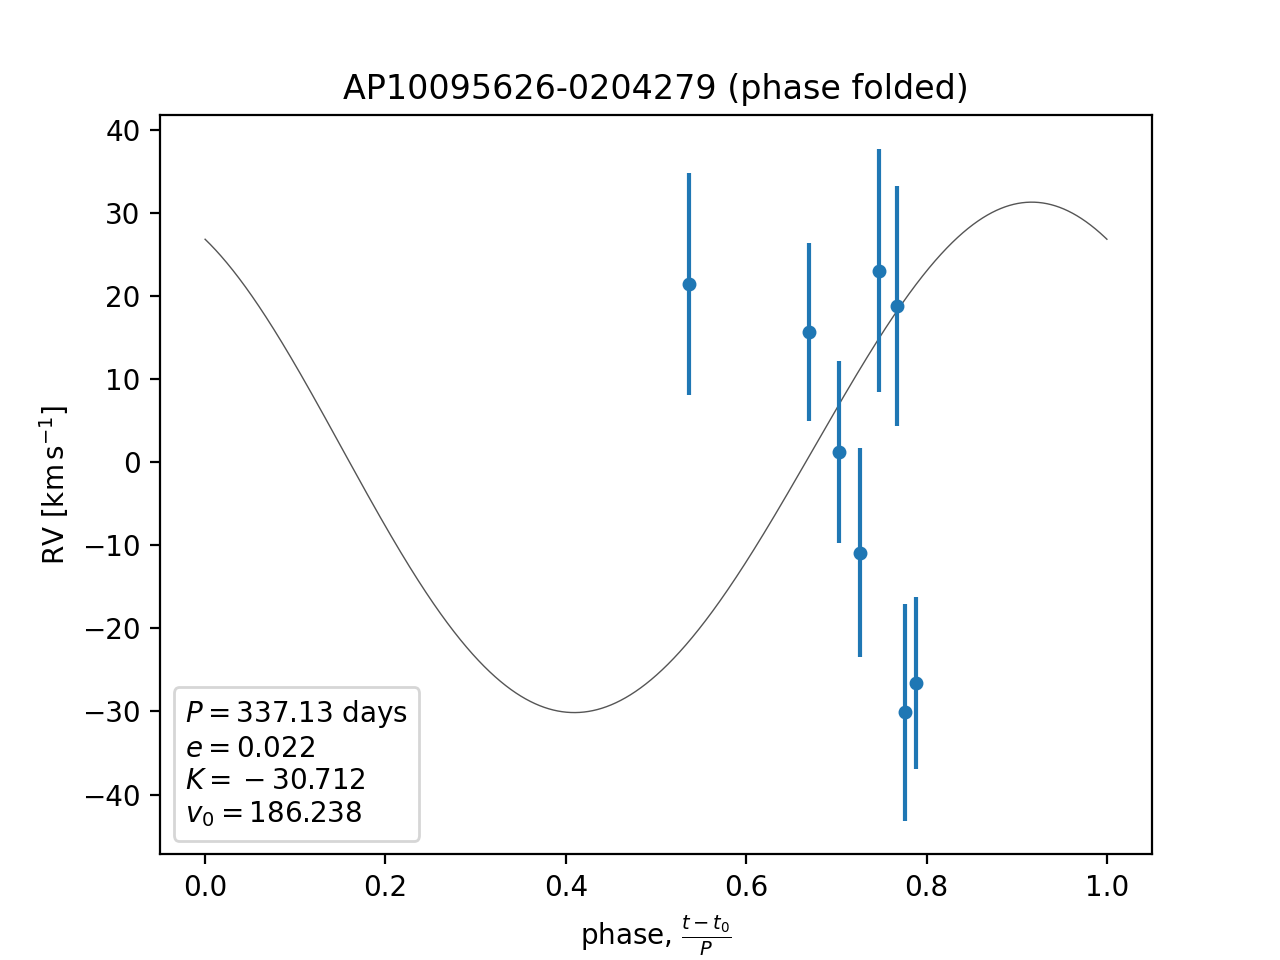 AP10095626-0204279 (phase folded)
40
30
20
10
0
−10
−20
−30
−40
RV [km s⁻¹]
P = 337.13 days
e = 0.022
K = − 30.712
v₀ = 186.238
0.0 0.2 0.4 0.6 0.8 1.0
phase, (t − t₀)/P